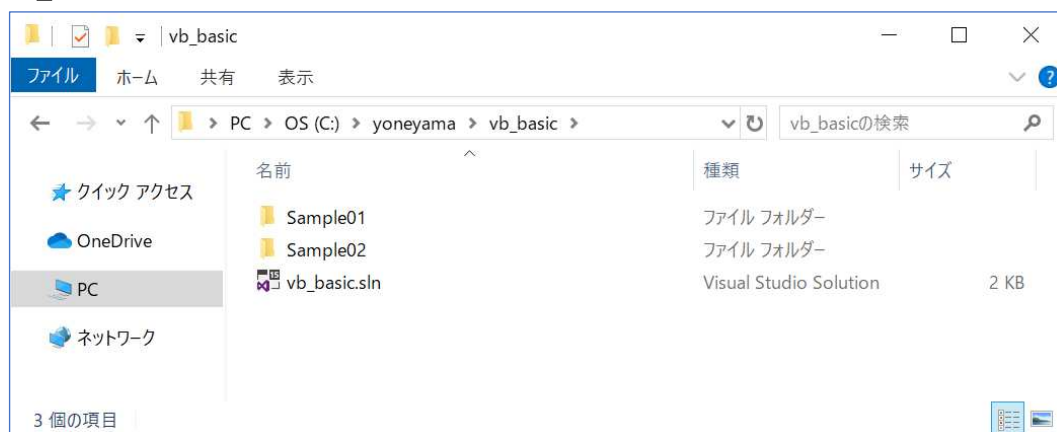 vb_basic
ファイル ホーム 共有 表示
PC > OS (C:) > yoneyama > vb_basic > vb_basicの検索
名前 種類 サイズ
クイック アクセス
Sample01 ファイル フォルダー
OneDrive
Sample02 ファイル フォルダー
vb_basic.sln Visual Studio Solution 2 KB
PC
ネットワーク
3 個の項目